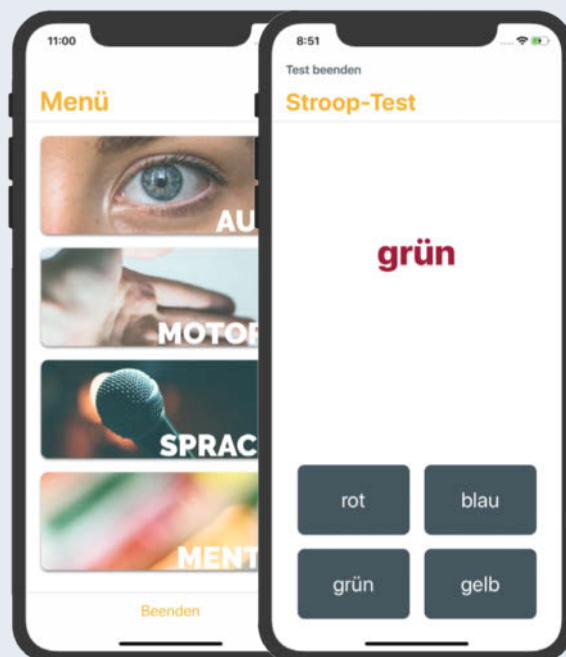 11:00
Menü
AU
MOTOR
SPRAC
MENT
Beenden
8:51
Test beenden
Stroop-Test
grün
rot
blau
grün
gelb